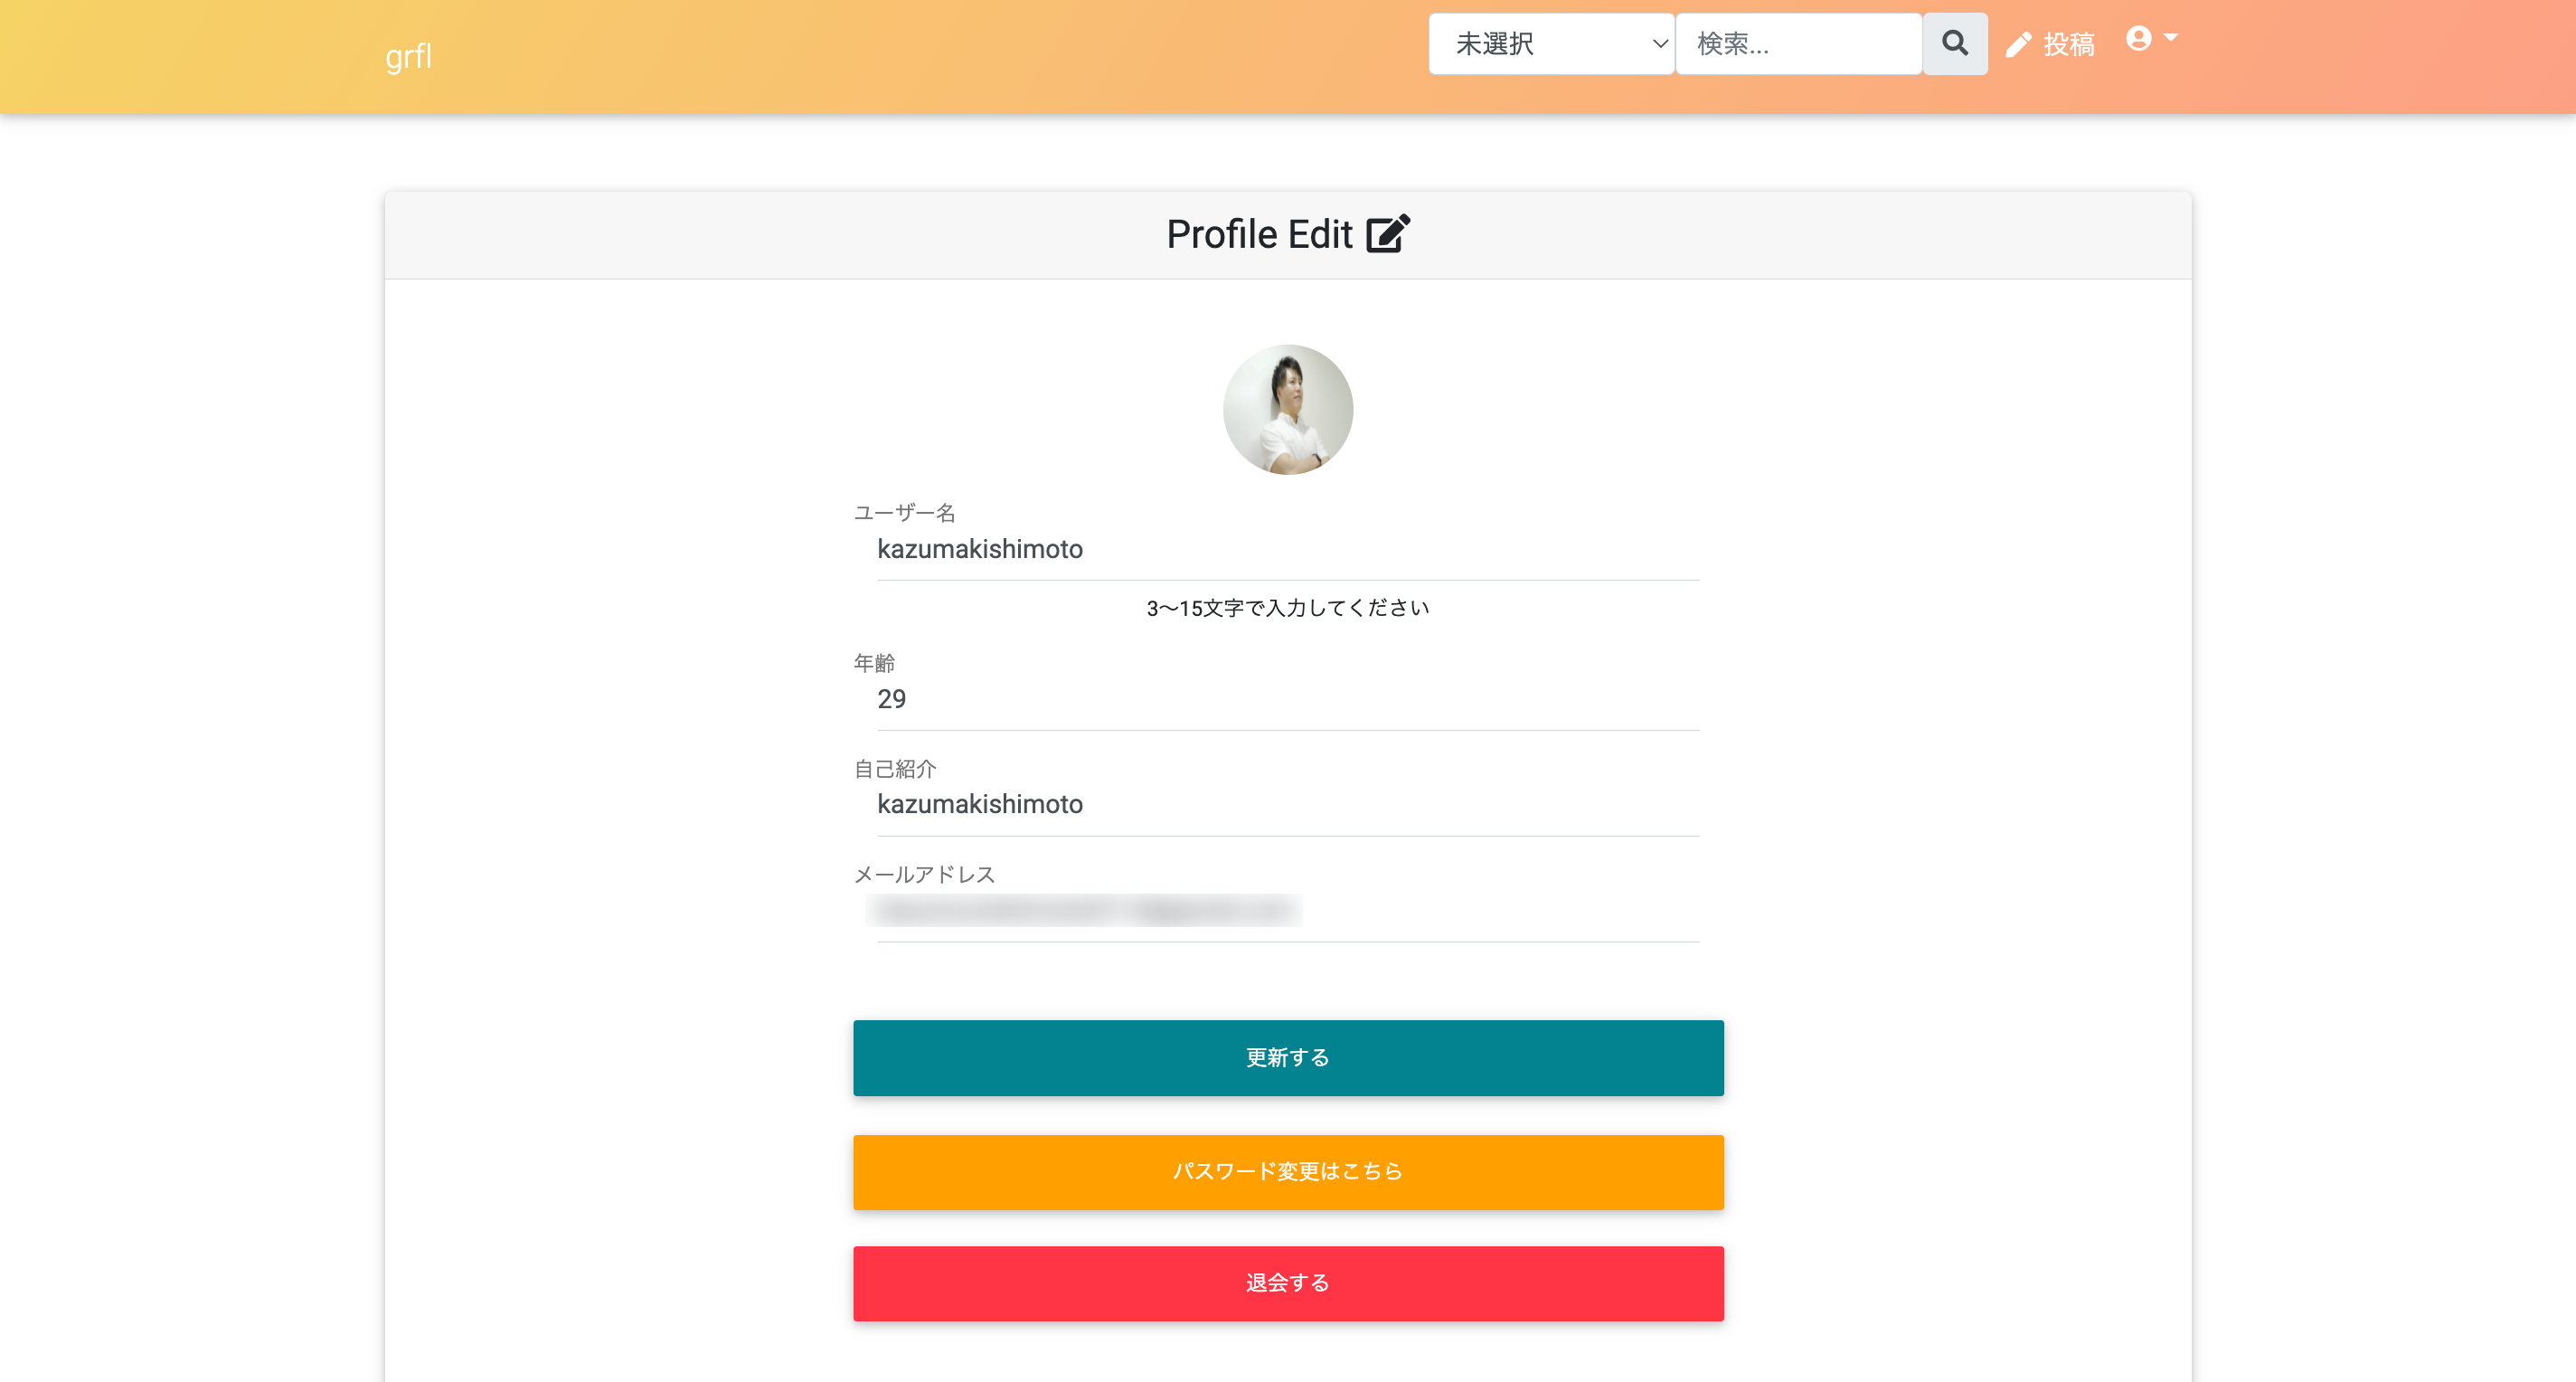 grfl
未選択
検索...
投稿
Profile Edit
ユーザー名
kazumakishimoto
3〜15文字で入力してください
年齢
29
自己紹介
kazumakishimoto
メールアドレス
更新する
パスワード変更はこちら
退会する